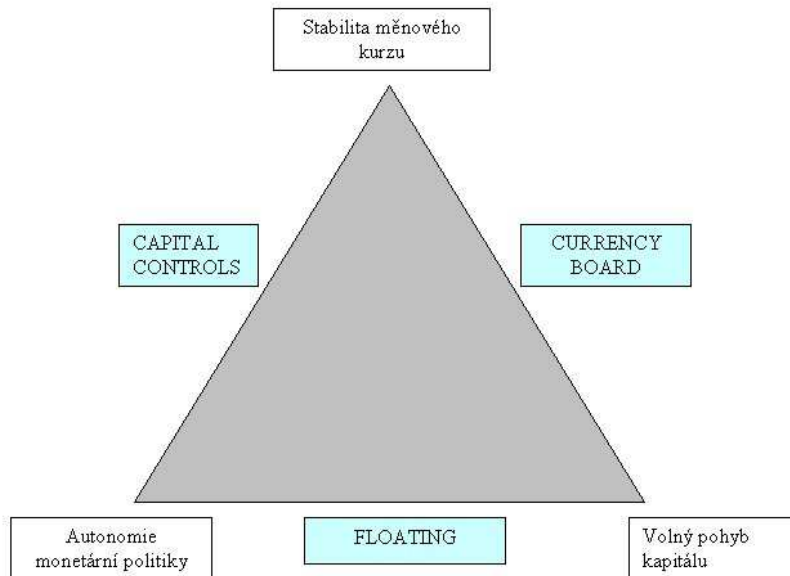 Stabilita měnového
kurzu
CAPITAL
CONTROLS
CURRENCY
BOARD
Autonomie
monetární politiky
FLOATING
Volný pohyb
kapitálu